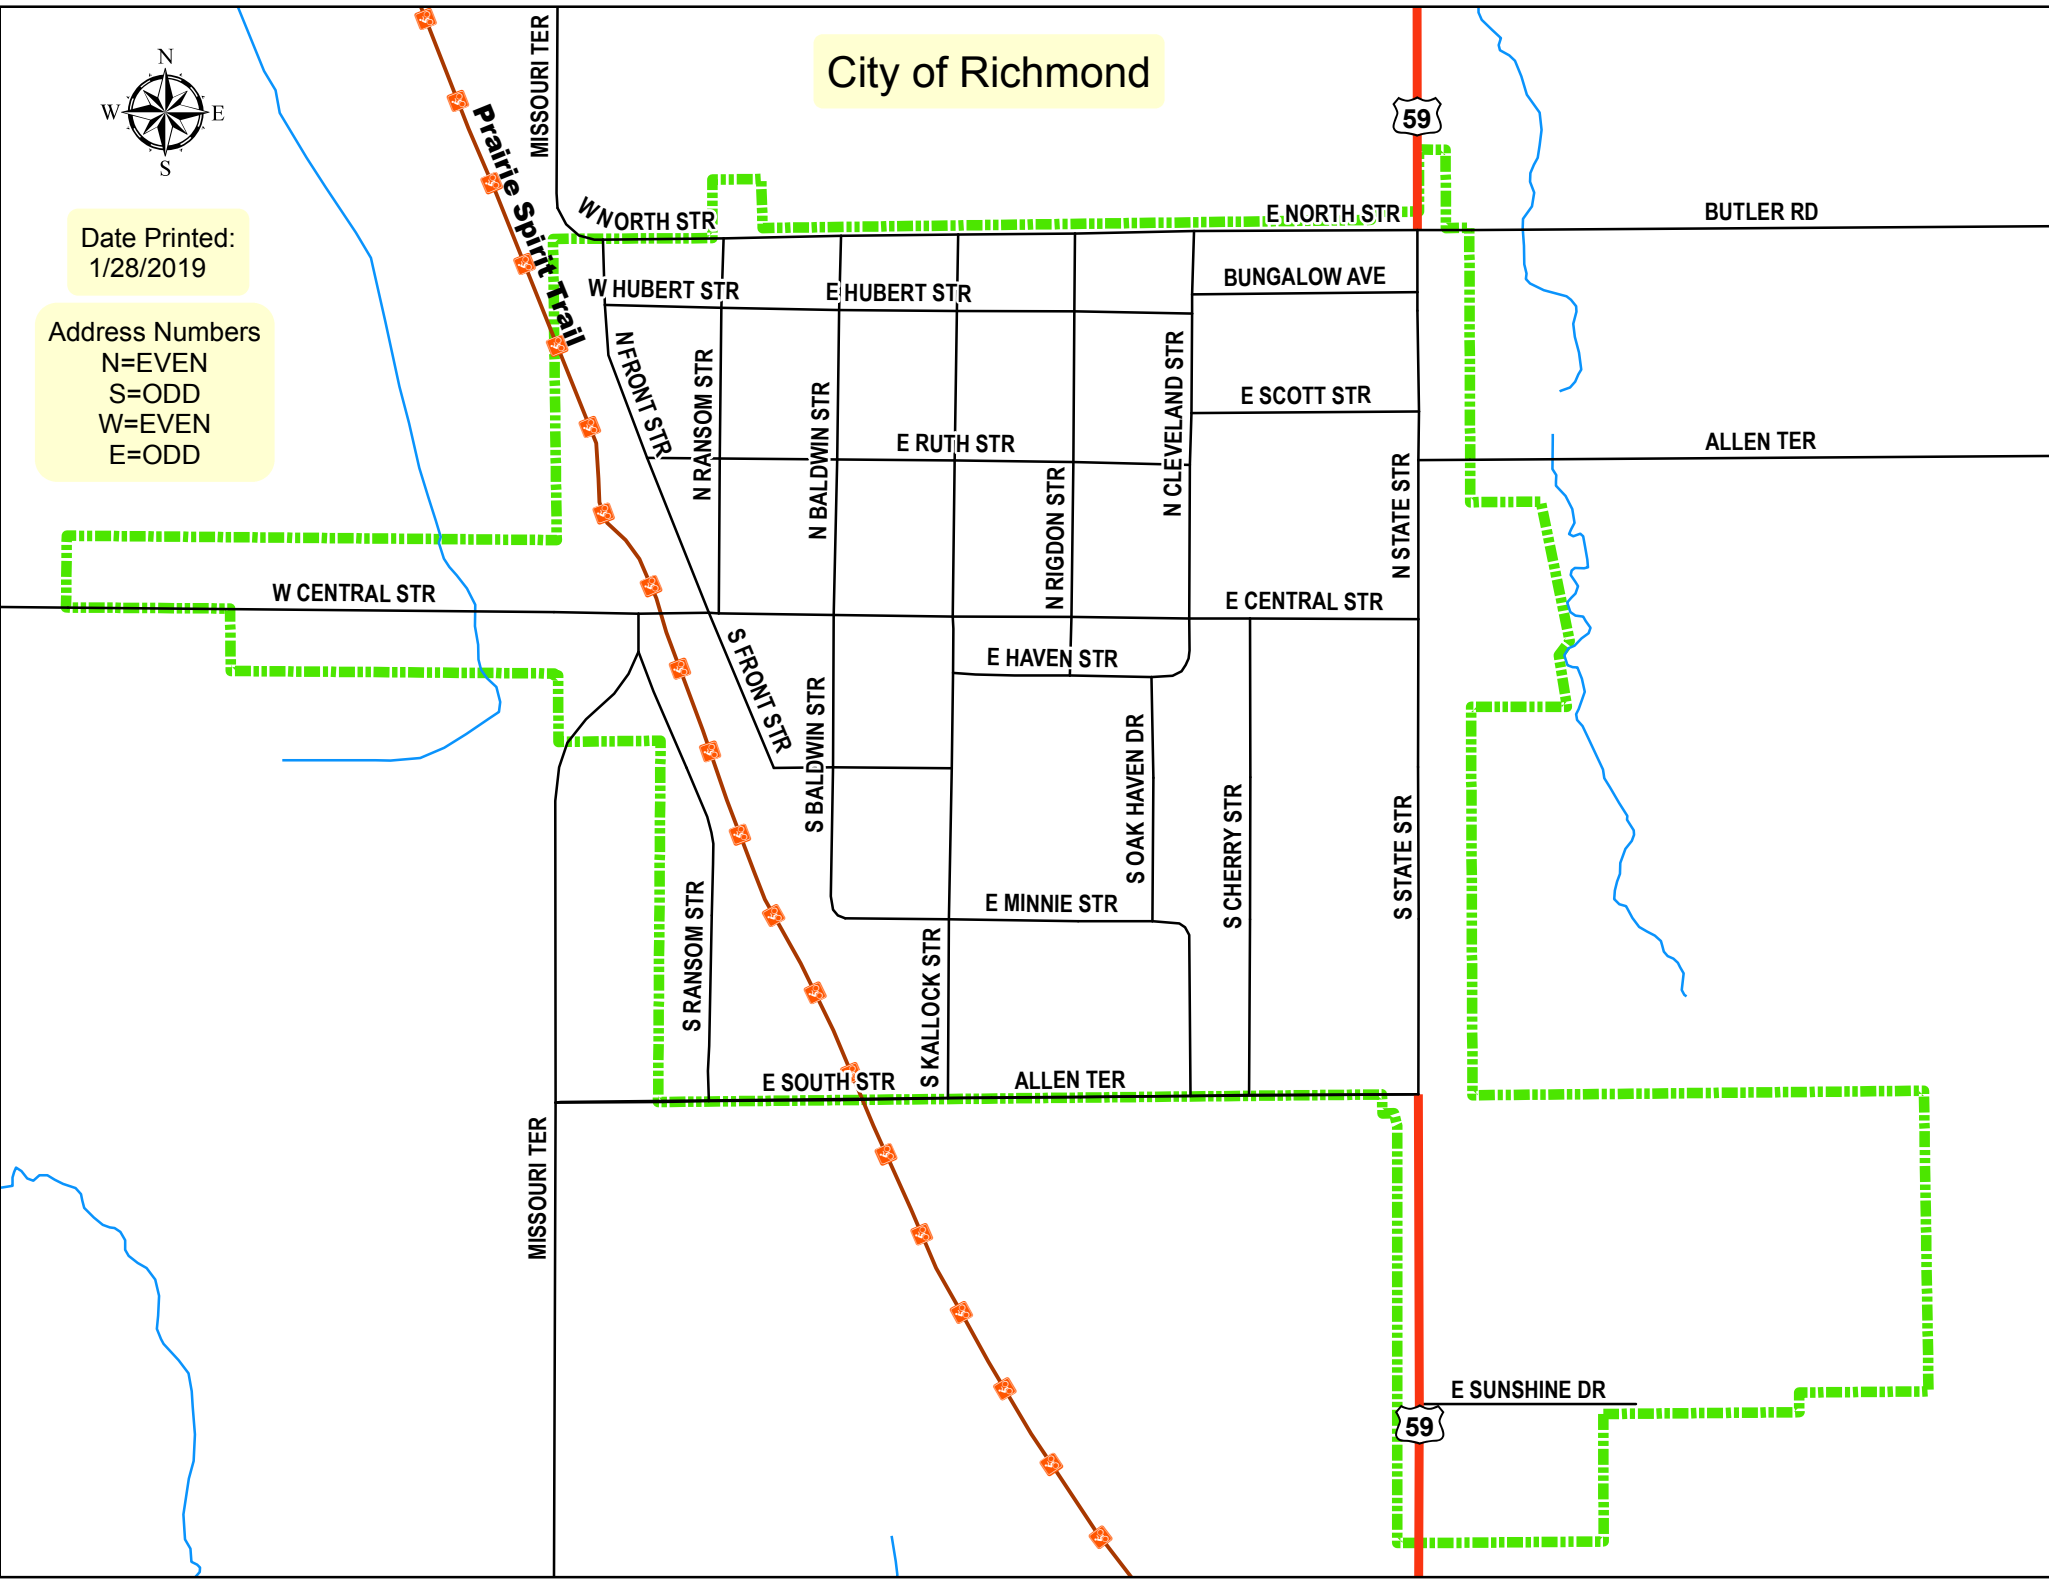 City of Richmond
N
W
E
S
Date Printed:
1/28/2019
Address Numbers
N=EVEN
S=ODD
W=EVEN
E=ODD
MISSOURI TER
Prairie Spirit Trail
59
W NORTH STR
E NORTH STR
BUTLER RD
W HUBERT STR
E HUBERT STR
BUNGALOW AVE
N FRONT STR
N RANSOM STR
N BALDWIN STR
N CLEVELAND STR
E SCOTT STR
E RUTH STR
ALLEN TER
N RIGDON STR
N STATE STR
W CENTRAL STR
E CENTRAL STR
S FRONT STR
E HAVEN STR
S BALDWIN STR
S OAK HAVEN DR
S CHERRY STR
S STATE STR
E MINNIE STR
S RANSOM STR
S KALLOCK STR
E SOUTH STR
ALLEN TER
MISSOURI TER
E SUNSHINE DR
59